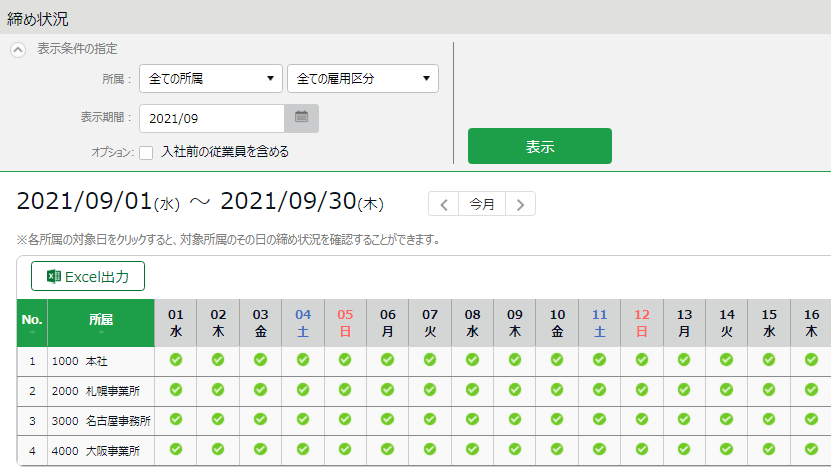 締め状況
表示条件の指定
所属： 全ての所属 全ての雇用区分
表示期間： 2021/09
オプション： 入社前の従業員を含める
表示
2021/09/01(水) ～ 2021/09/30(木) 今月
※各所属の対象日をクリックすると、対象所属のその日の締め状況を確認することができます。
Excel出力
No. 所属 01 02 03 04 05 06 07 08 09 10 11 12 13 14 15 16
水 木 金 土 日 月 火 水 木 金 土 日 月 火 水 木
1 1000 本社
2 2000 札幌事業所
3 3000 名古屋事務所
4 4000 大阪事業所